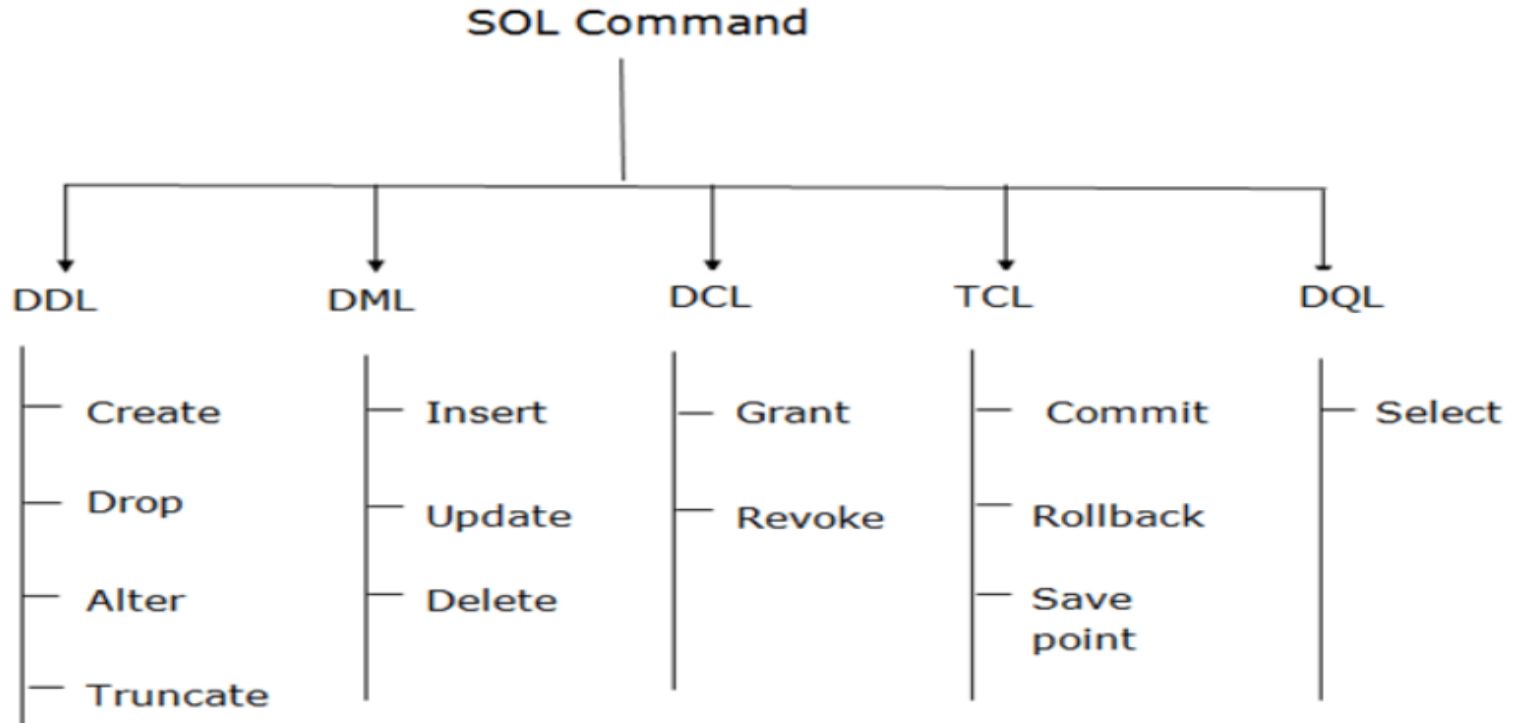 SOL Command
DDL
DML
DCL
TCL
DQL
Create
Insert
Grant
Commit
Select
Drop
Update
Revoke
Rollback
Alter
Delete
Save
point
Truncate